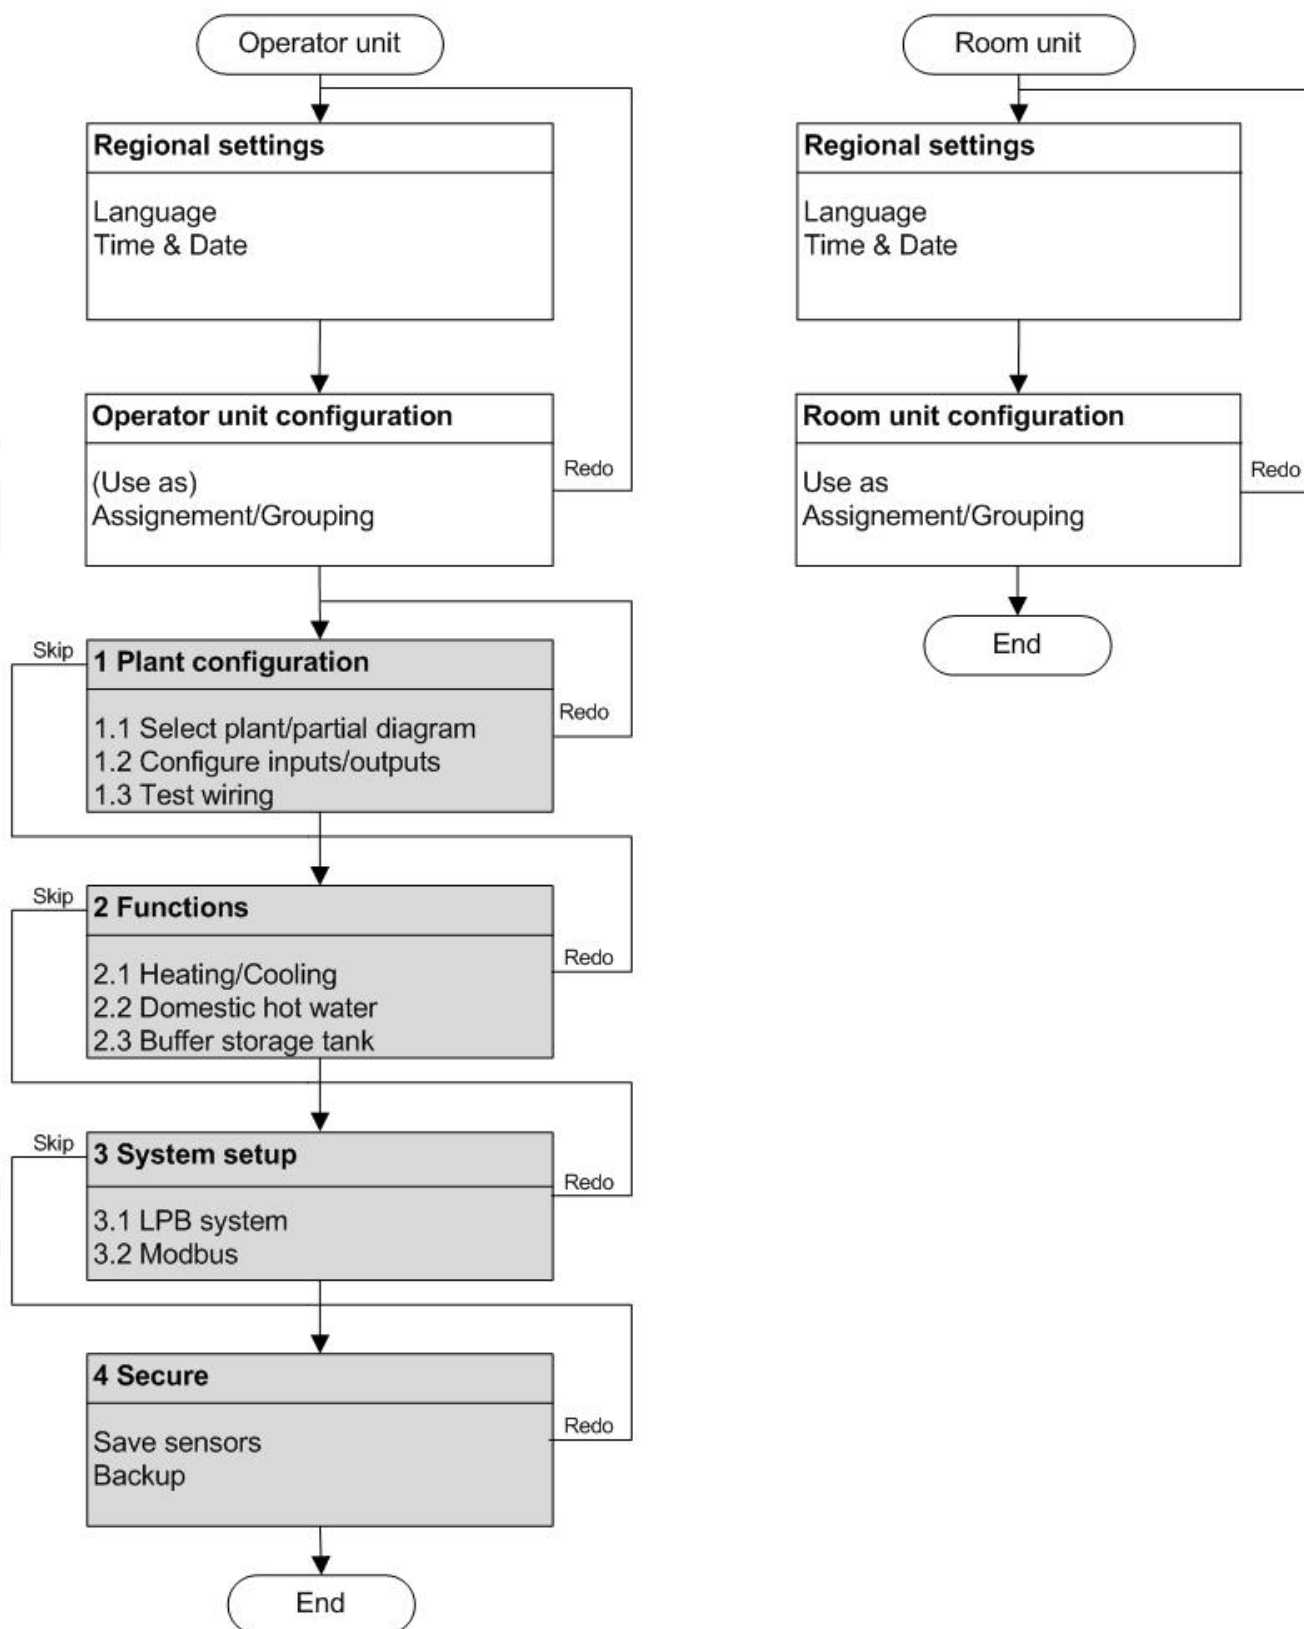 Operator unit
Regional settings
Language
Time & Date
Operator unit configuration
(Use as)
Assignement/Grouping
Redo
Skip
1 Plant configuration
1.1 Select plant/partial diagram
1.2 Configure inputs/outputs
1.3 Test wiring
Redo
Skip
2 Functions
2.1 Heating/Cooling
2.2 Domestic hot water
2.3 Buffer storage tank
Redo
Skip
3 System setup
3.1 LPB system
3.2 Modbus
Redo
4 Secure
Save sensors
Backup
Redo
End
Room unit
Regional settings
Language
Time & Date
Room unit configuration
Use as
Assignement/Grouping
Redo
End